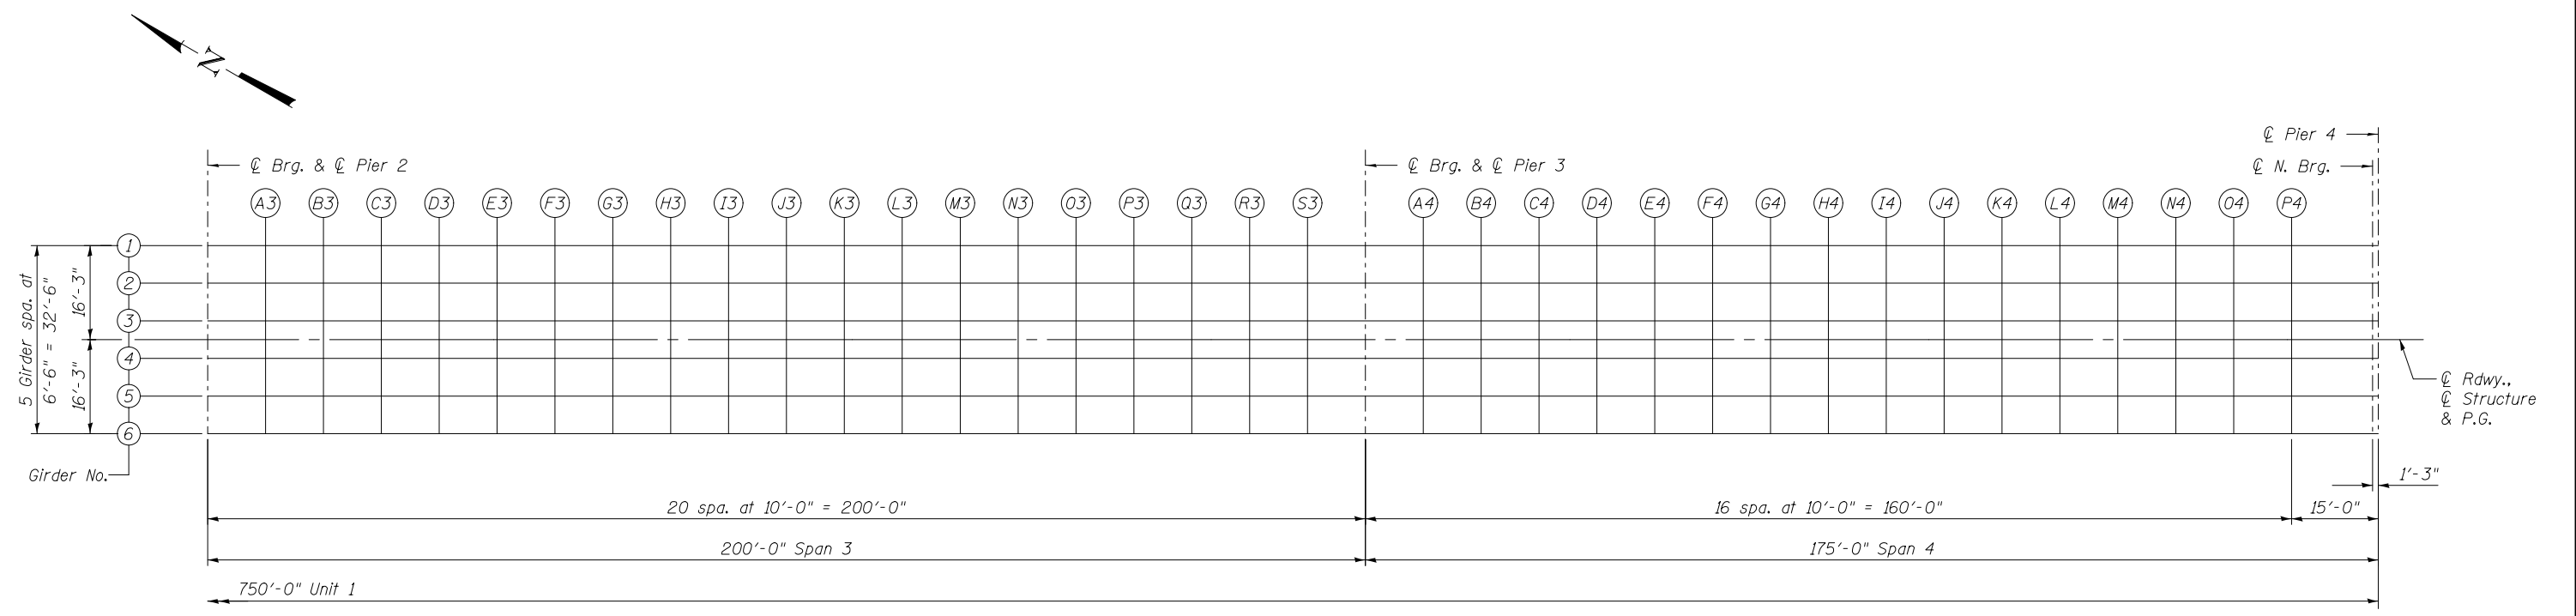 N
℄ Pier 4
℄ Brg. & ℄ Pier 2
℄ Brg. & ℄ Pier 3
℄ N. Brg.
A3 B3 C3 D3 E3 F3 G3 H3 I3 J3 K3 L3 M3 N3 O3 P3 Q3 R3 S3 A4 B4 C4 D4 E4 F4 G4 H4 I4 J4 K4 L4 M4 N4 O4 P4
5 Girder spa. at
6'-6" = 32'-6"
16'-3"
16'-3"
1
2
3
4
5
6
Girder No.
℄ Rdwy.,
℄ Structure
& P.G.
1'-3"
20 spa. at 10'-0" = 200'-0"
16 spa. at 10'-0" = 160'-0"
15'-0"
200'-0" Span 3
175'-0" Span 4
750'-0" Unit 1